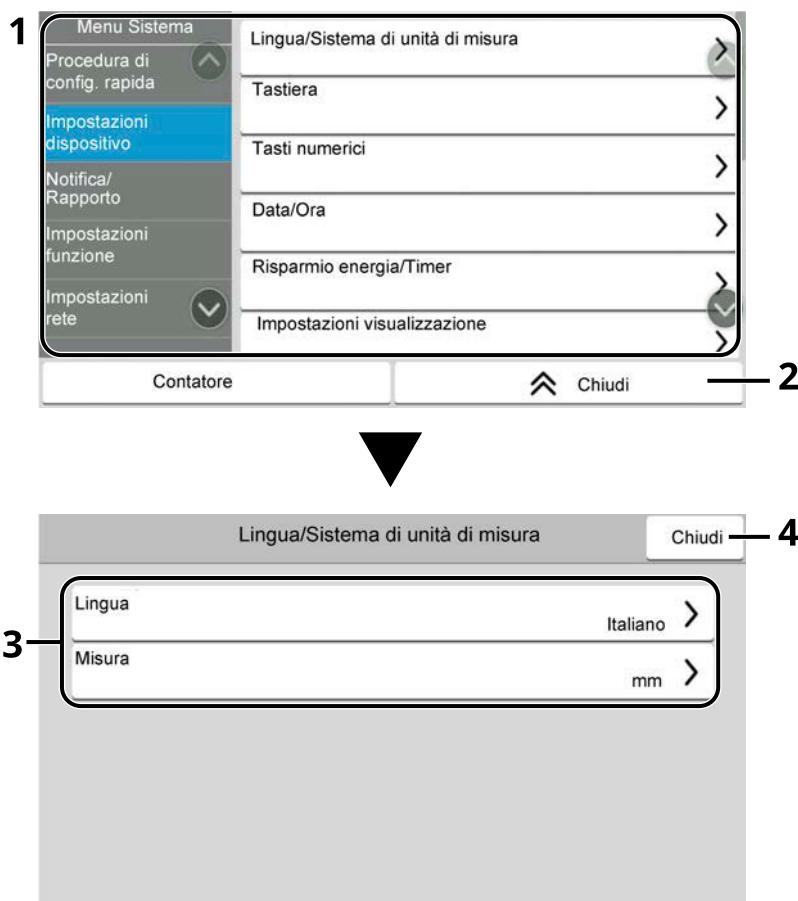 1
Menu Sistema
Procedura di
config. rapida
Impostazioni
dispositivo
Notifica/
Rapporto
Impostazioni
funzione
Impostazioni
rete
Lingua/Sistema di unità di misura
Tastiera
Tasti numerici
Data/Ora
Risparmio energia/Timer
Impostazioni visualizzazione
Contatore
Chiudi
2
Lingua/Sistema di unità di misura
Chiudi
4
3
Lingua
Italiano
Misura
mm